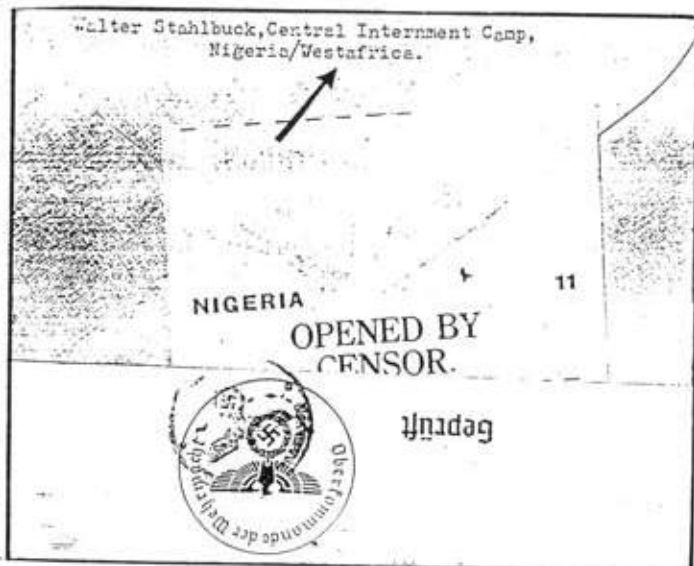 Walter Stahlbuck,Central Internment Camp,
Nigeria/Westafrica.
NIGERIA
11
OPENED BY
CENSOR.
Geprüft
Oberkommando der Wehrmacht